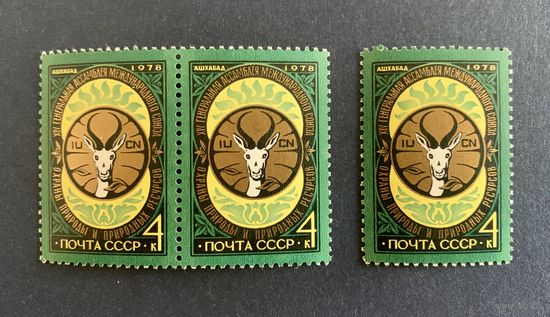 АШХАБАД 1978
XIV ГЕНЕРАЛЬНАЯ АССАМБЛЕЯ МЕЖДУНАРОДНОГО СОЮЗА
ОХРАНЫ ПРИРОДЫ И ПРИРОДНЫХ РЕСУРСОВ
IU CN
•ПОЧТА СССР• 4 к
АШХАБАД 1978
XIV ГЕНЕРАЛЬНАЯ АССАМБЛЕЯ МЕЖДУНАРОДНОГО СОЮЗА
ОХРАНЫ ПРИРОДЫ И ПРИРОДНЫХ РЕСУРСОВ
IU CN
•ПОЧТА СССР• 4 к
АШХАБАД 1978
XIV ГЕНЕРАЛЬНАЯ АССАМБЛЕЯ МЕЖДУНАРОДНОГО СОЮЗА
ОХРАНЫ ПРИРОДЫ И ПРИРОДНЫХ РЕСУРСОВ
IU CN
•ПОЧТА СССР• 4 к